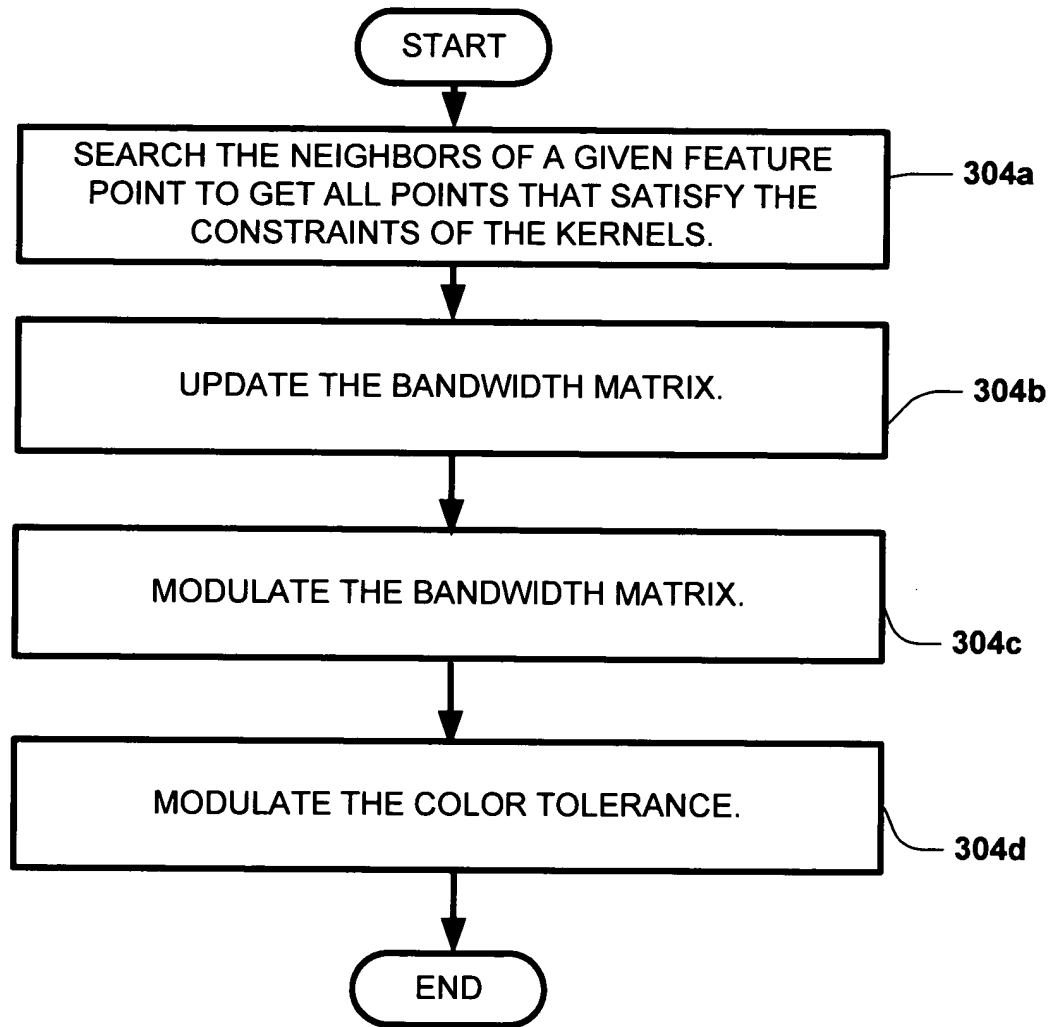 START
SEARCH THE NEIGHBORS OF A GIVEN FEATURE
POINT TO GET ALL POINTS THAT SATISFY THE
CONSTRAINTS OF THE KERNELS.
304a
UPDATE THE BANDWIDTH MATRIX.
304b
MODULATE THE BANDWIDTH MATRIX.
304c
MODULATE THE COLOR TOLERANCE.
304d
END